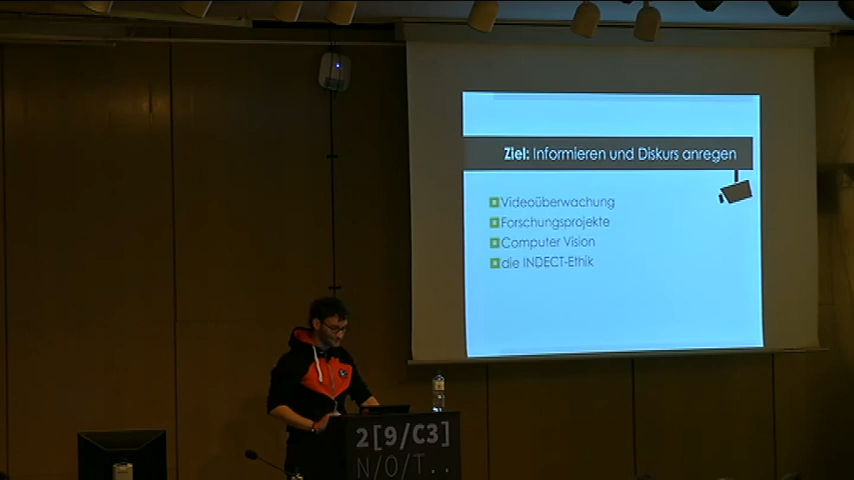 Ziel: Informieren und Diskurs anregen
Videoüberwachung
Forschungsprojekte
Computer Vision
die INDECT-Ethik
2[9/C3]
N/O/T..